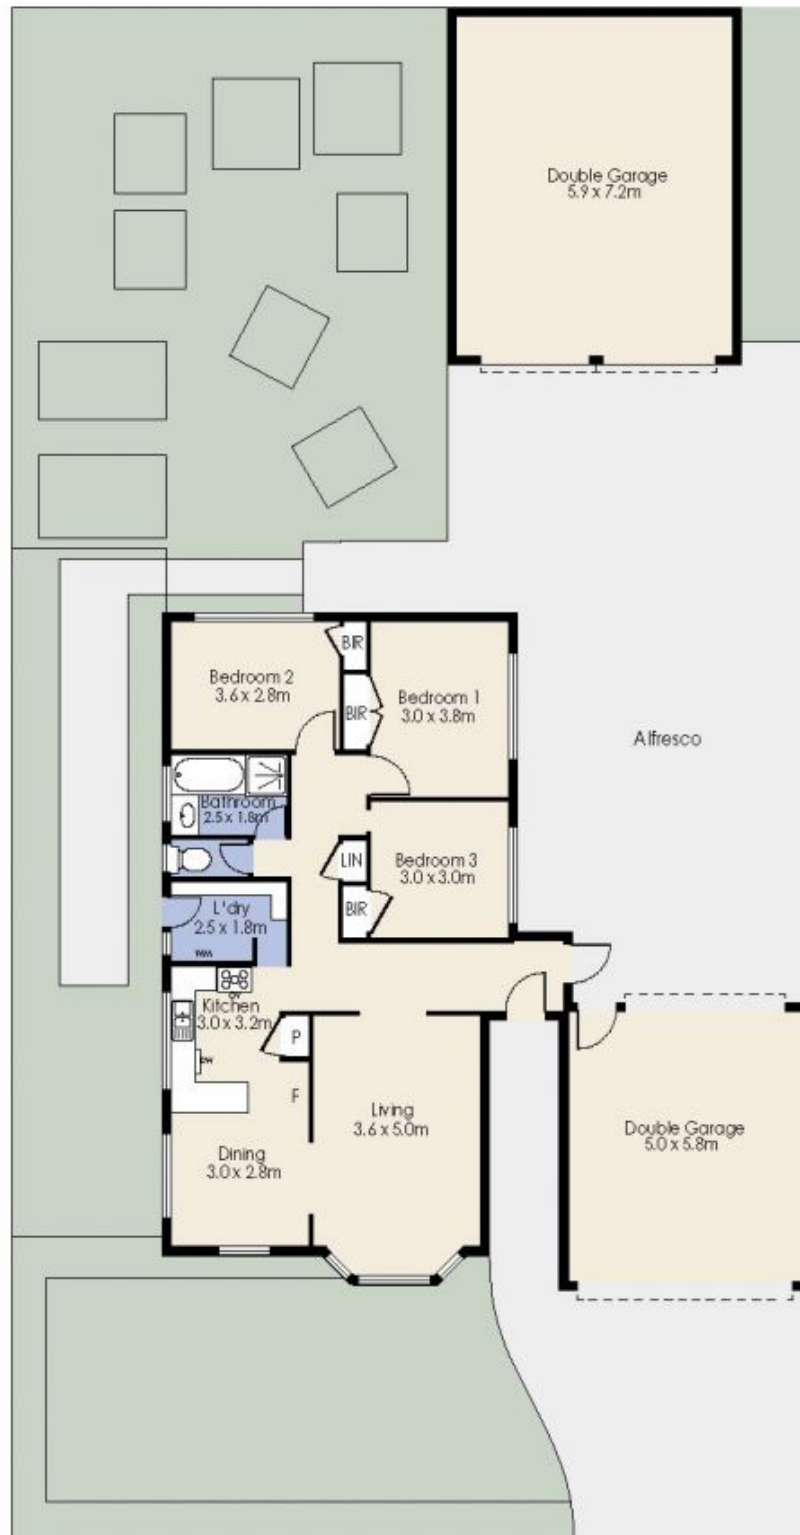 Double Garage
5.9 x 7.2m
BIR
Bedroom 2
3.6 x 2.8m
Bedroom 1
3.0 x 3.8m
BIR
Alfresco
Bathroom
2.5 x 1.8m
LIN
Bedroom 3
3.0 x 3.0m
BIR
L'dry
2.5 x 1.8m
WM
OV
Kitchen
3.0 x 3.2m
P
DW
F
Living
3.6 x 5.0m
Double Garage
5.0 x 5.8m
Dining
3.0 x 2.8m